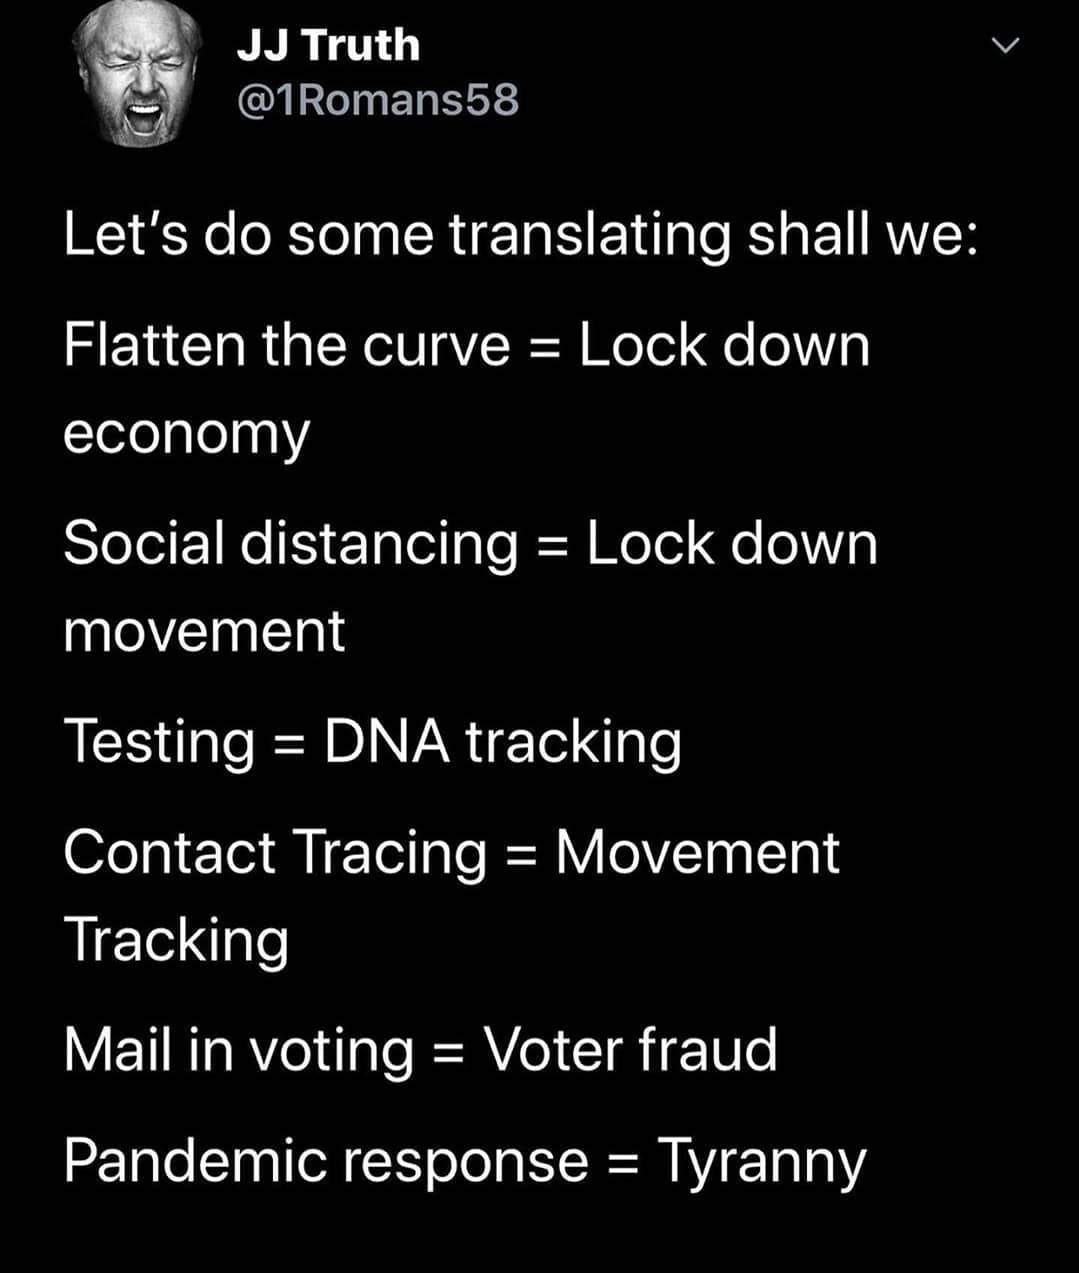 JJ Truth
@1Romans58
Let’s do some translating shall we:
Flatten the curve = Lock down
economy
Social distancing = Lock down
movement
Testing = DNA tracking
Contact Tracing = Movement
Tracking
Mail in voting = Voter fraud
Pandemic response = Tyranny